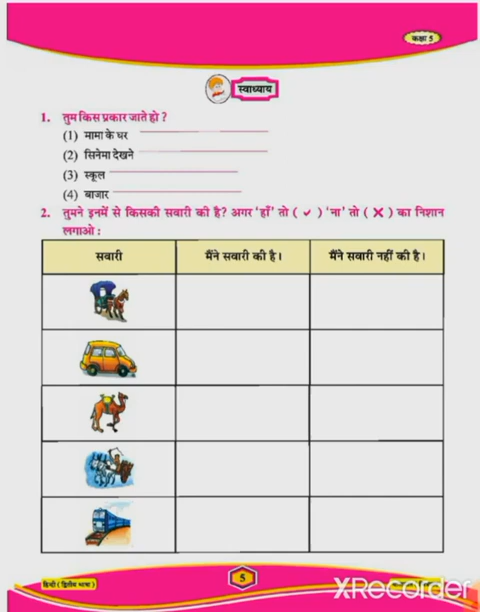 कक्षा 5
स्वाध्याय
1. तुम किस प्रकार जाते हो ?
(1) मामा के घर
(2) सिनेमा देखने
(3) स्कूल
(4) बाजार
2. तुमने इनमें से किसकी सवारी की है? अगर 'हाँ' तो ( ✓ ) 'ना' तो ( ✗ ) का निशान
लगाओ :
सवारी मैंने सवारी की है। मैंने सवारी नहीं की है।
हिन्दी (द्वितीय भाषा) 5
XRecorder